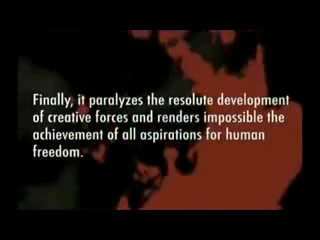 Finally, it paralyzes the resolute development
of creative forces and renders impossible the
achievement of all aspirations for human
freedom.